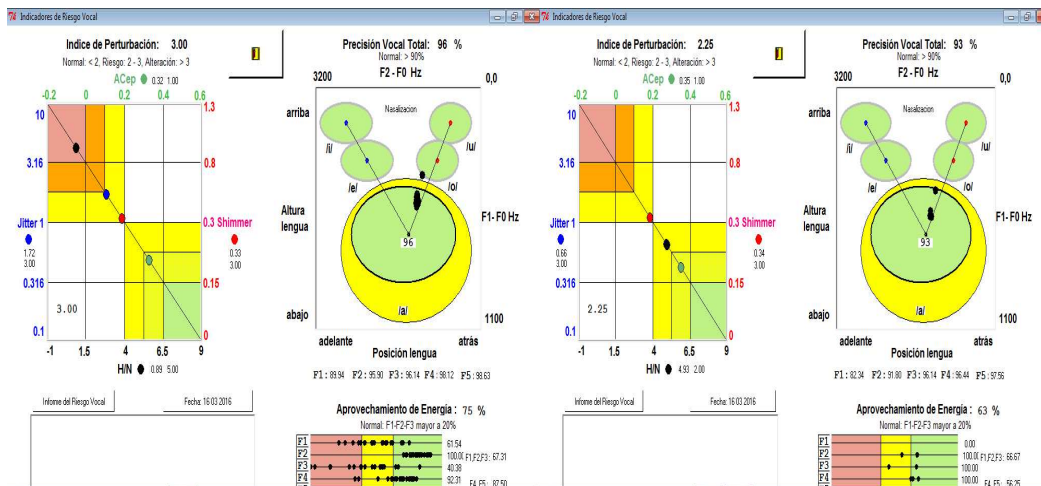 Indicadores de Riesgo Vocal
Indice de Perturbación: 3.00
Normal: < 2, Riesgo: 2 - 3, Alteración: > 3
ACep 0.32 1.00
-0.2 0 0.2 0.4 0.6
10 1.3
3.16 0.8
Jitter 1 0.3 Shimmer
1.72 0.33
3.00 3.00
0.316 0.15
3.00
0.1 0
-1 1.5 4 6.5 9
H/N 0.89 5.00
Informe del Riesgo Vocal Fecha: 16 03 2016
Precisión Vocal Total: 96 %
Normal: > 90%
F2 - F0 Hz
3200 0,0
arriba Nasalizacion
/i/ /u/
/e/ /o/
Altura
lengua
F1- F0 Hz
96
/a/
abajo 1100
adelante atrás
Posición lengua
F1: 89.94 F2: 95.90 F3: 96.14 F4: 98.12 F5: 98.63
Aprovechamiento de Energia: 75 %
Normal: F1-F2-F3 mayor a 20%
F1 61.54
F2 100.00 F1,F2,F3: 67.31
F3 40.38
F4 92.31 F4, F5: 87.50
Indicadores de Riesgo Vocal
Indice de Perturbación: 2.25
Normal: < 2, Riesgo: 2 - 3, Alteración: > 3
ACep 0.35 1.00
-0.2 0 0.2 0.4 0.6
10 1.3
3.16 0.8
Jitter 1 0.3 Shimmer
0.66 0.34
3.00 3.00
0.316 0.15
2.25
0.1 0
-1 1.5 4 6.5 9
H/N 4.93 2.00
Informe del Riesgo Vocal Fecha: 16 03 2016
Precisión Vocal Total: 93 %
Normal: > 90%
F2 - F0 Hz
3200 0,0
arriba Nasalizacion
/i/ /u/
/e/ /o/
Altura
lengua
F1- F0 Hz
93
/a/
abajo 1100
adelante atrás
Posición lengua
F1: 82.34 F2: 91.80 F3: 96.14 F4: 96.44 F5: 97.56
Aprovechamiento de Energia: 63 %
Normal: F1-F2-F3 mayor a 20%
F1 0.00
F2 100.00 F1,F2,F3: 66.67
F3 100.00
F4 100.00 F4, F5: 56.25